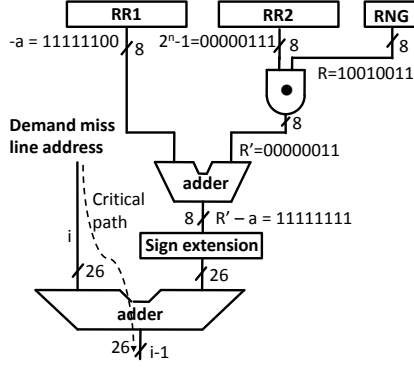 RR1
RR2
RNG
-a = 11111100
8
2ⁿ-1=00000111
8
8
R=10010011
8
Demand miss
line address
R’=00000011
adder
Critical
path
i
8
R’ – a = 11111111
Sign extension
26
26
adder
26
i-1